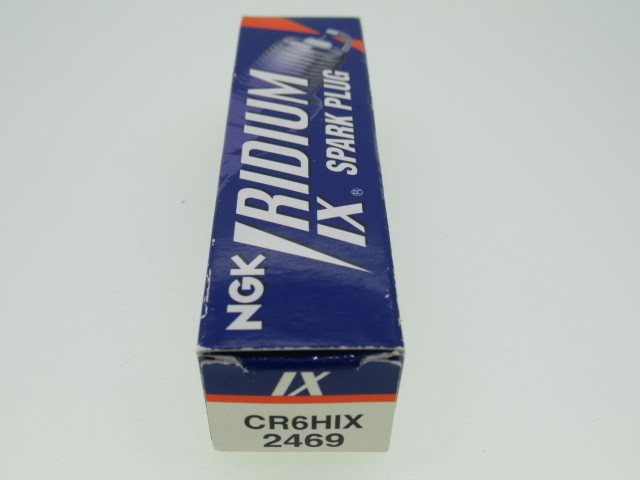 NGK
IRIDIUM
IX®
SPARK PLUG
IX
CR6HIX
2469